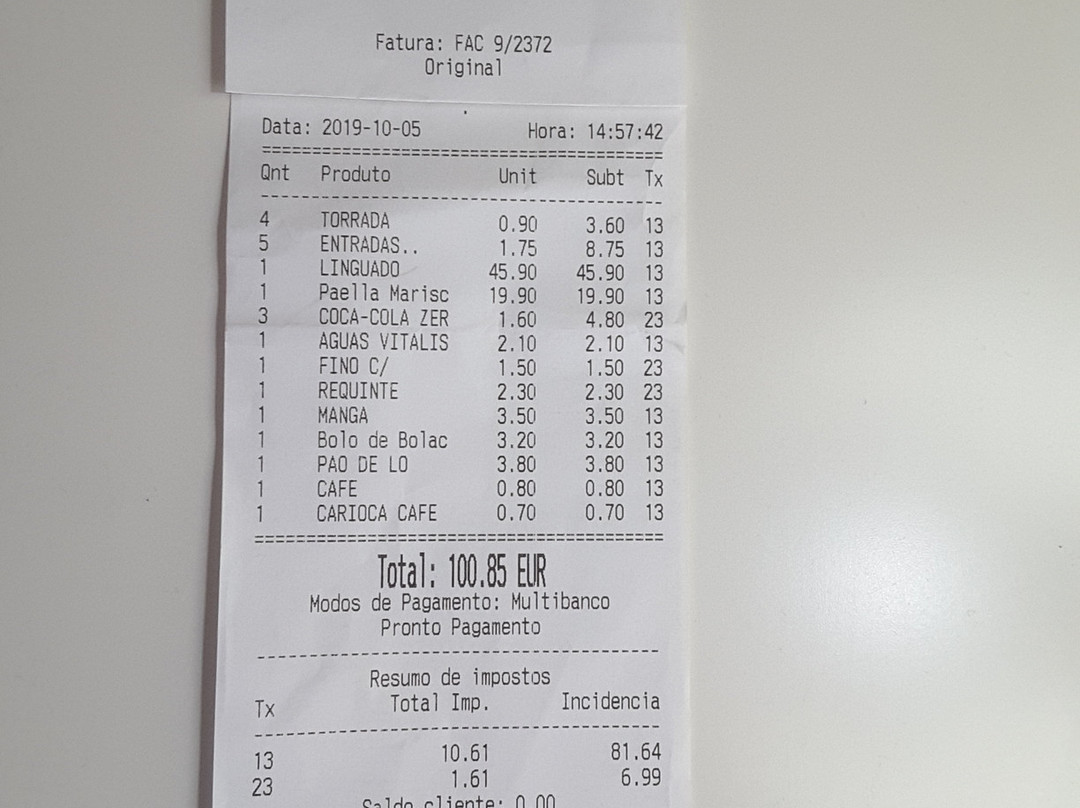 Fatura: FAC 9/2372
Original
Data: 2019-10-05 Hora: 14:57:42
Qnt Produto Unit Subt Tx
4 TORRADA 0.90 3.60 13
5 ENTRADAS.. 1.75 8.75 13
1 LINGUADO 45.90 45.90 13
1 Paella Marisc 19.90 19.90 13
3 COCA-COLA ZER 1.60 4.80 23
1 AGUAS VITALIS 2.10 2.10 13
1 FINO C/ 1.50 1.50 23
1 REQUINTE 2.30 2.30 23
1 MANGA 3.50 3.50 13
1 Bolo de Bolac 3.20 3.20 13
1 PAO DE LO 3.80 3.80 13
1 CAFE 0.80 0.80 13
1 CARIOCA CAFE 0.70 0.70 13
Total: 100.85 EUR
Modos de Pagamento: Multibanco
Pronto Pagamento
Resumo de impostos
Tx Total Imp. Incidencia
13 10.61 81.64
23 1.61 6.99
Saldo cliente: 0.00